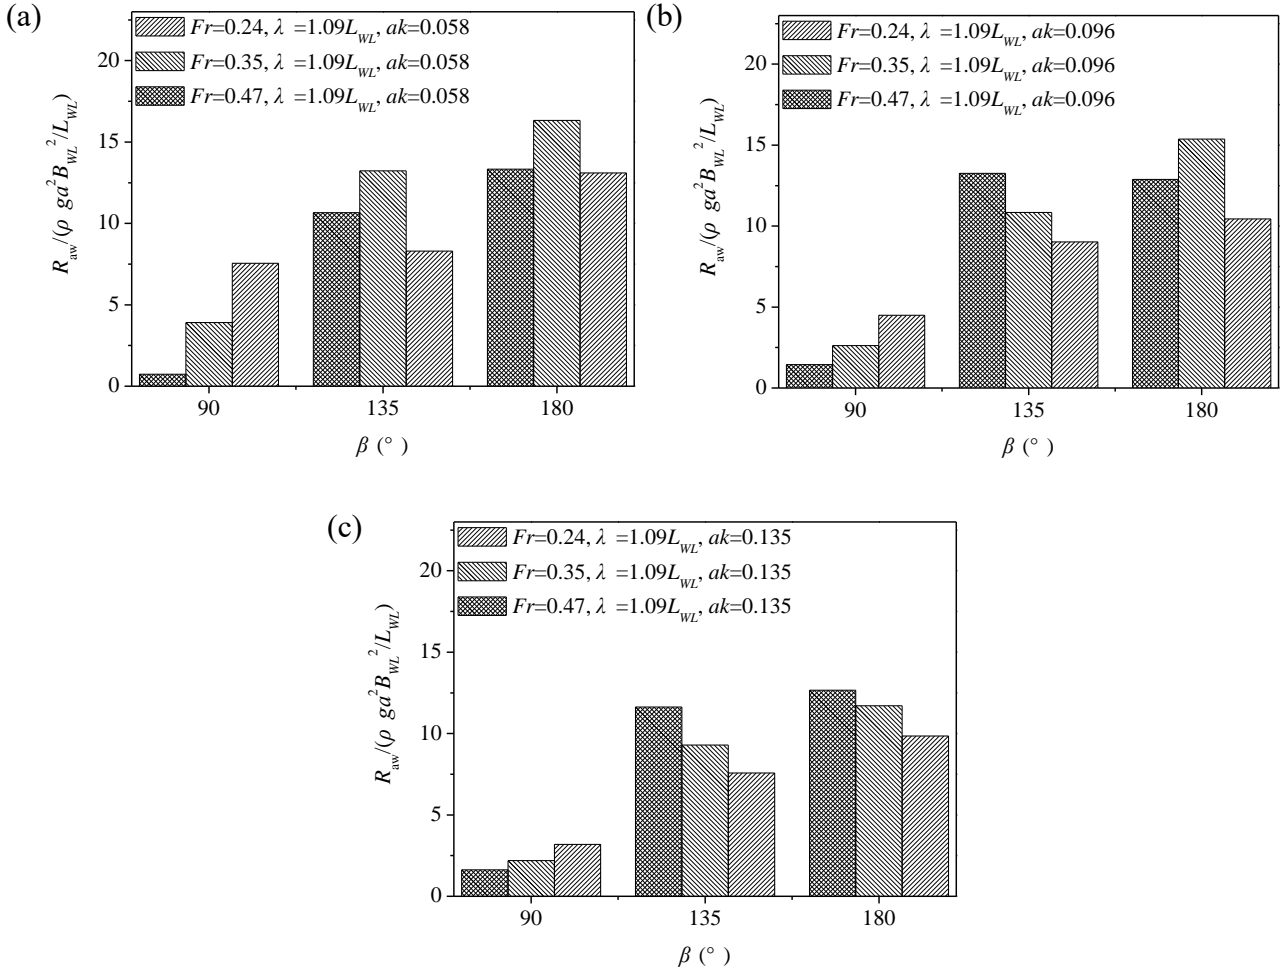 (a)
Fr=0.24, λ =1.09L_WL, ak=0.058
Fr=0.35, λ =1.09L_WL, ak=0.058
Fr=0.47, λ =1.09L_WL, ak=0.058
20
15
10
5
0
R_aw/(ρ ga²B_WL²/L_WL)
90 135 180
β (°)
(b)
Fr=0.24, λ =1.09L_WL, ak=0.096
Fr=0.35, λ =1.09L_WL, ak=0.096
Fr=0.47, λ =1.09L_WL, ak=0.096
20
15
10
5
0
R_aw/(ρ ga²B_WL²/L_WL)
90 135 180
β (°)
(c)
Fr=0.24, λ =1.09L_WL, ak=0.135
Fr=0.35, λ =1.09L_WL, ak=0.135
Fr=0.47, λ =1.09L_WL, ak=0.135
20
15
10
5
0
R_aw/(ρ ga²B_WL²/L_WL)
90 135 180
β (°)